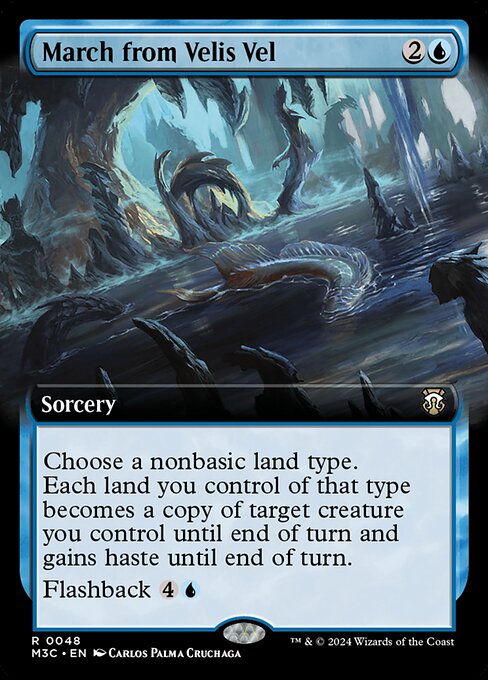 March from Velis Vel 2
Sorcery
Choose a nonbasic land type.
Each land you control of that type
becomes a copy of target creature
you control until end of turn and
gains haste until end of turn.
Flashback 4
R 0048
M3C • EN CARLOS PALMA CRUCHAGA
™ & © 2024 Wizards of the Coast